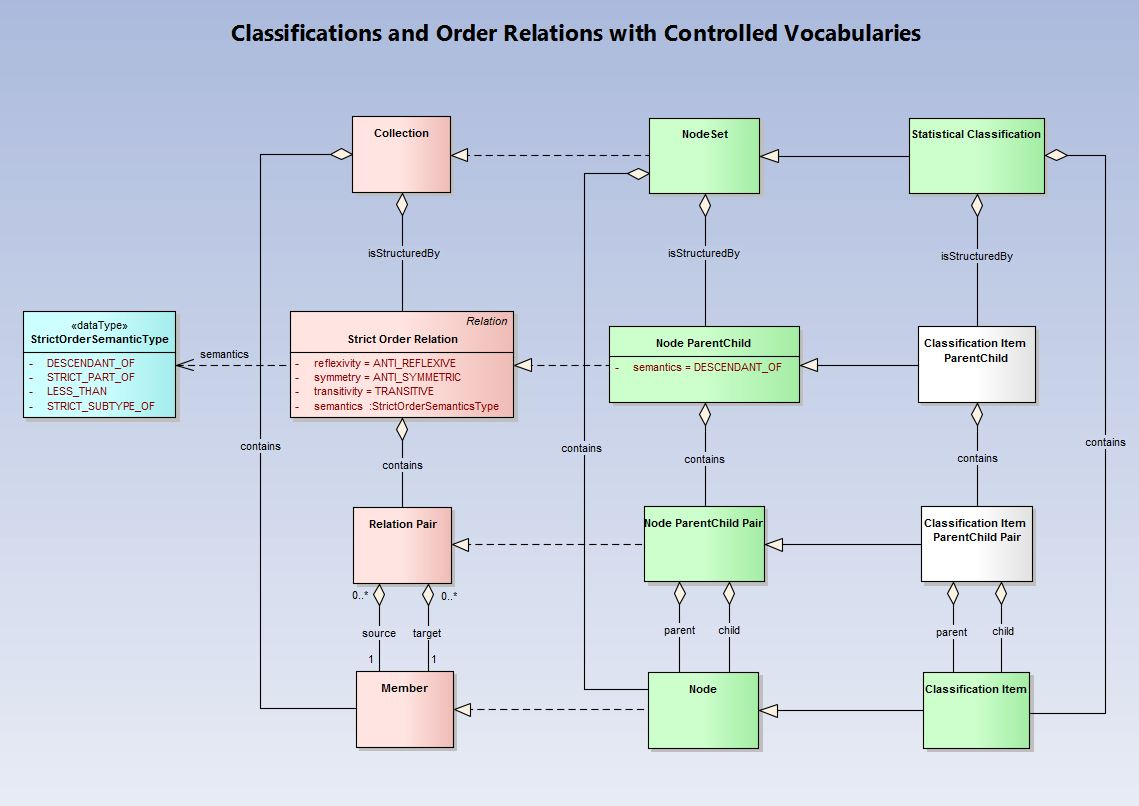 Classifications and Order Relations with Controlled Vocabularies
Collection
NodeSet
Statistical Classification
isStructuredBy
isStructuredBy
isStructuredBy
«dataType»
StrictOrderSemanticType
- DESCENDANT_OF
- STRICT_PART_OF
- LESS_THAN
- STRICT_SUBTYPE_OF
semantics
Relation
Strict Order Relation
- reflexivity = ANTI_REFLEXIVE
- symmetry = ANTI_SYMMETRIC
- transitivity = TRANSITIVE
- semantics :StrictOrderSemanticsType
Node ParentChild
- semantics = DESCENDANT_OF
Classification Item
ParentChild
contains
contains
contains
contains
contains
contains
Relation Pair
Node ParentChild Pair
Classification Item
ParentChild Pair
0..*
0..*
source
target
1
1
parent
child
parent
child
Member
Node
Classification Item